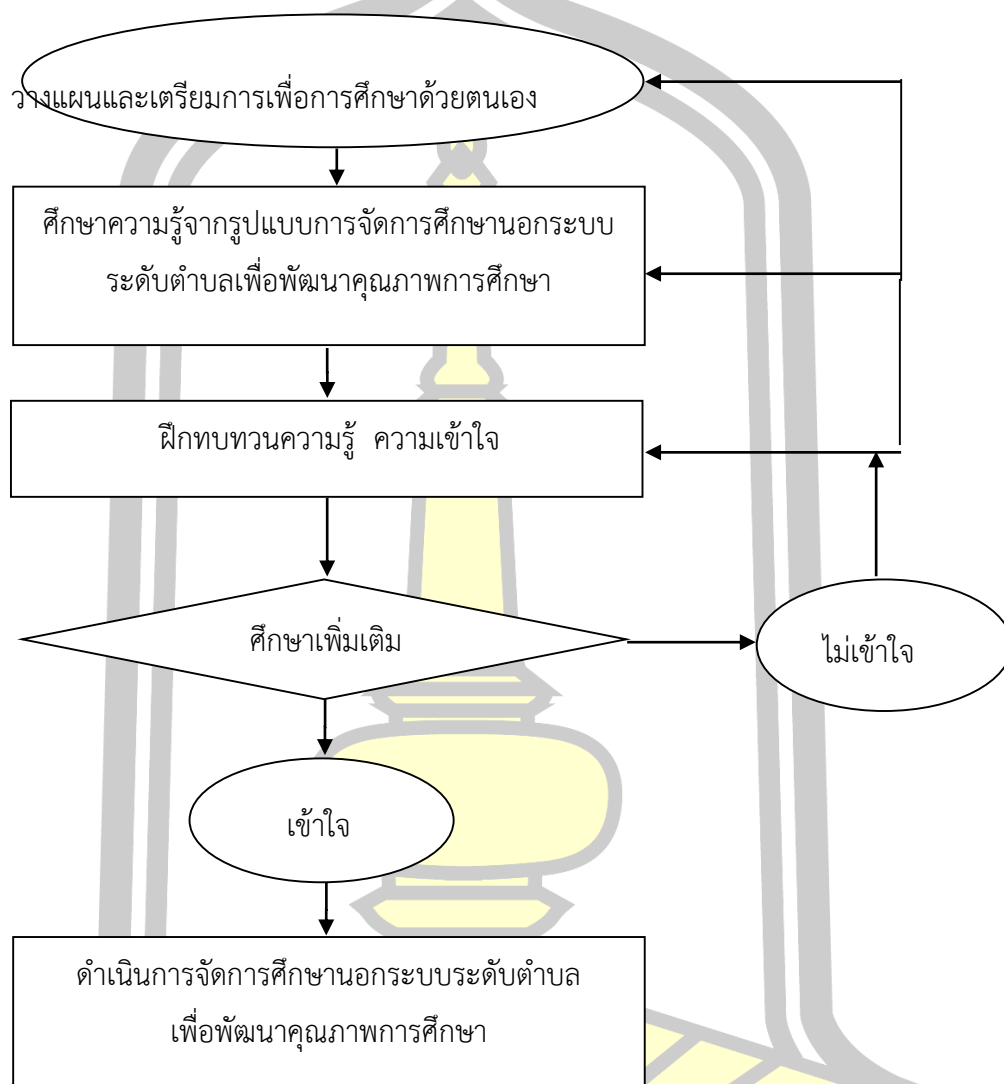 วางแผนและเตรียมการเพื่อการศึกษาด้วยตนเอง
ศึกษาความรู้จากรูปแบบการจัดการศึกษานอกระบบ
ระดับตำบลเพื่อพัฒนาคุณภาพการศึกษา
ฝึกทบทวนความรู้ ความเข้าใจ
ศึกษาเพิ่มเติม
ไม่เข้าใจ
เข้าใจ
ดำเนินการจัดการศึกษานอกระบบระดับตำบล
เพื่อพัฒนาคุณภาพการศึกษา